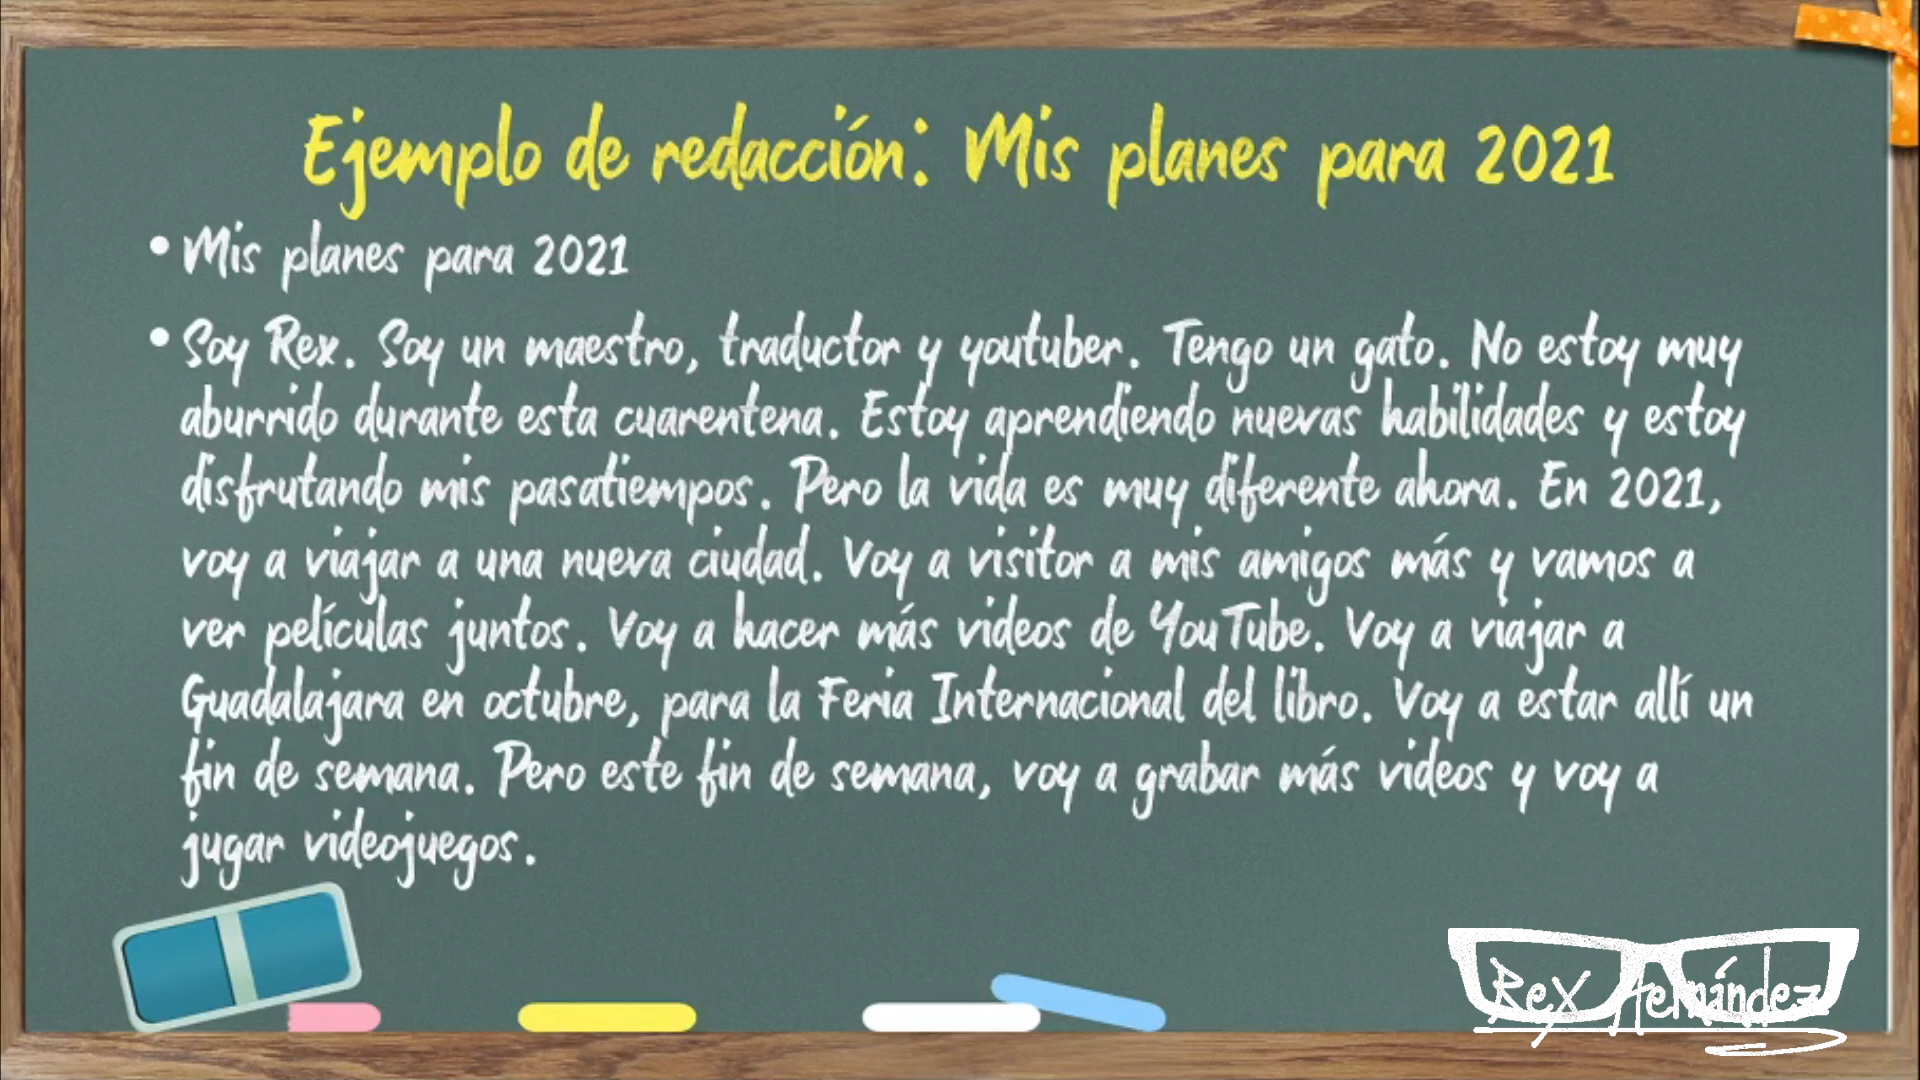 Ejemplo de redacción: Mis planes para 2021
• Mis planes para 2021
• Soy Rex. Soy un maestro, traductor y youtuber. Tengo un gato. No estoy muy
aburrido durante esta cuarentena. Estoy aprendiendo nuevas habilidades y estoy
disfrutando mis pasatiempos. Pero la vida es muy diferente ahora. En 2021,
voy a viajar a una nueva ciudad. Voy a visitor a mis amigos más y vamos a
ver películas juntos. Voy a hacer más videos de YouTube. Voy a viajar a
Guadalajara en octubre, para la Feria Internacional del libro. Voy a estar allí un
fin de semana. Pero este fin de semana, voy a grabar más videos y voy a
jugar videojuegos.
Rex Hernández